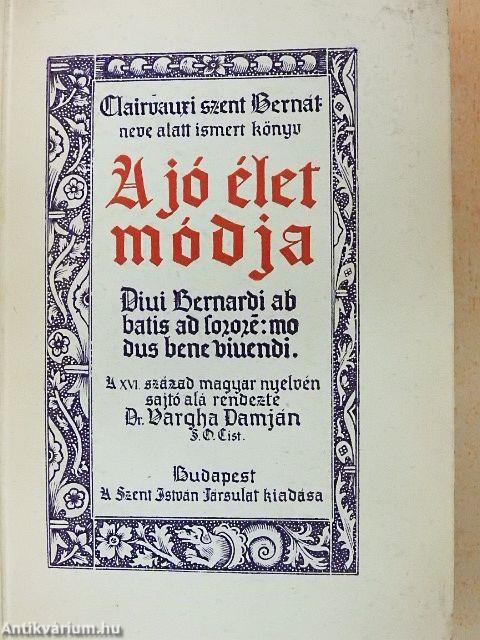 Clairvauxi szent Bernát
neve alatt ismert könyv
A jó élet
módja
Diui Bernardi ab
batis ad sororē: mo
dus bene viuendi.
A XVI. század magyar nyelvén
sajtó alá rendezte
Dr. Vargha Damján
S. O. Cist.
Budapest
A Szent István Társulat kiadása
Antikvárium.hu